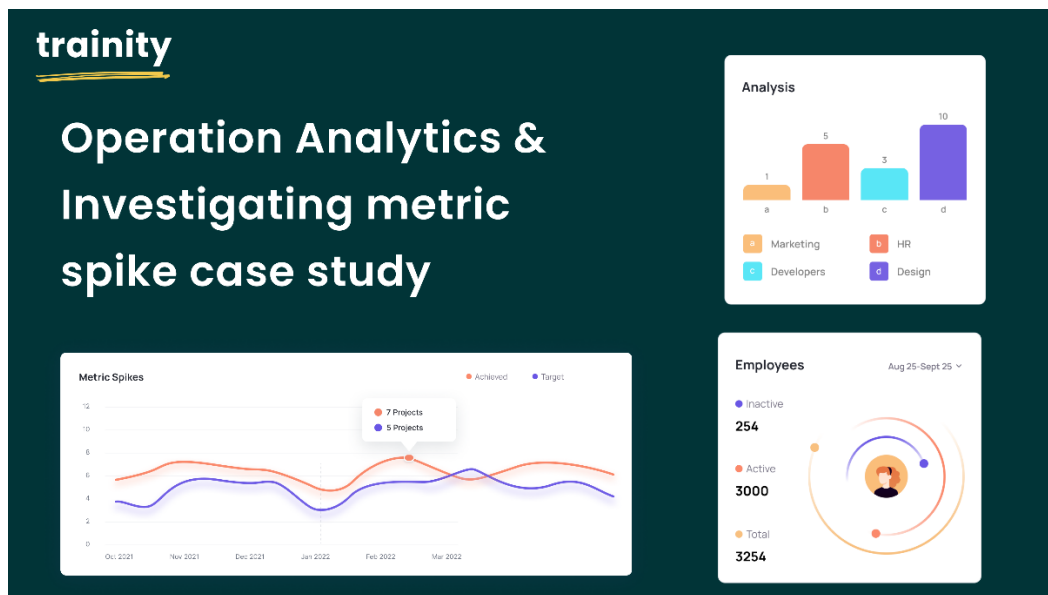 trainity
Operation Analytics &
Investigating metric
spike case study
Analysis
1
5
3
10
a
b
c
d
a Marketing
b HR
c Developers
d Design
Metric Spikes
Achieved
Target
12
10
8
6
4
2
0
7 Projects
5 Projects
Oct 2021
Nov 2021
Dec 2021
Jan 2022
Feb 2022
Mar 2022
Employees
Aug 25-Sept 25
Inactive
254
Active
3000
Total
3254